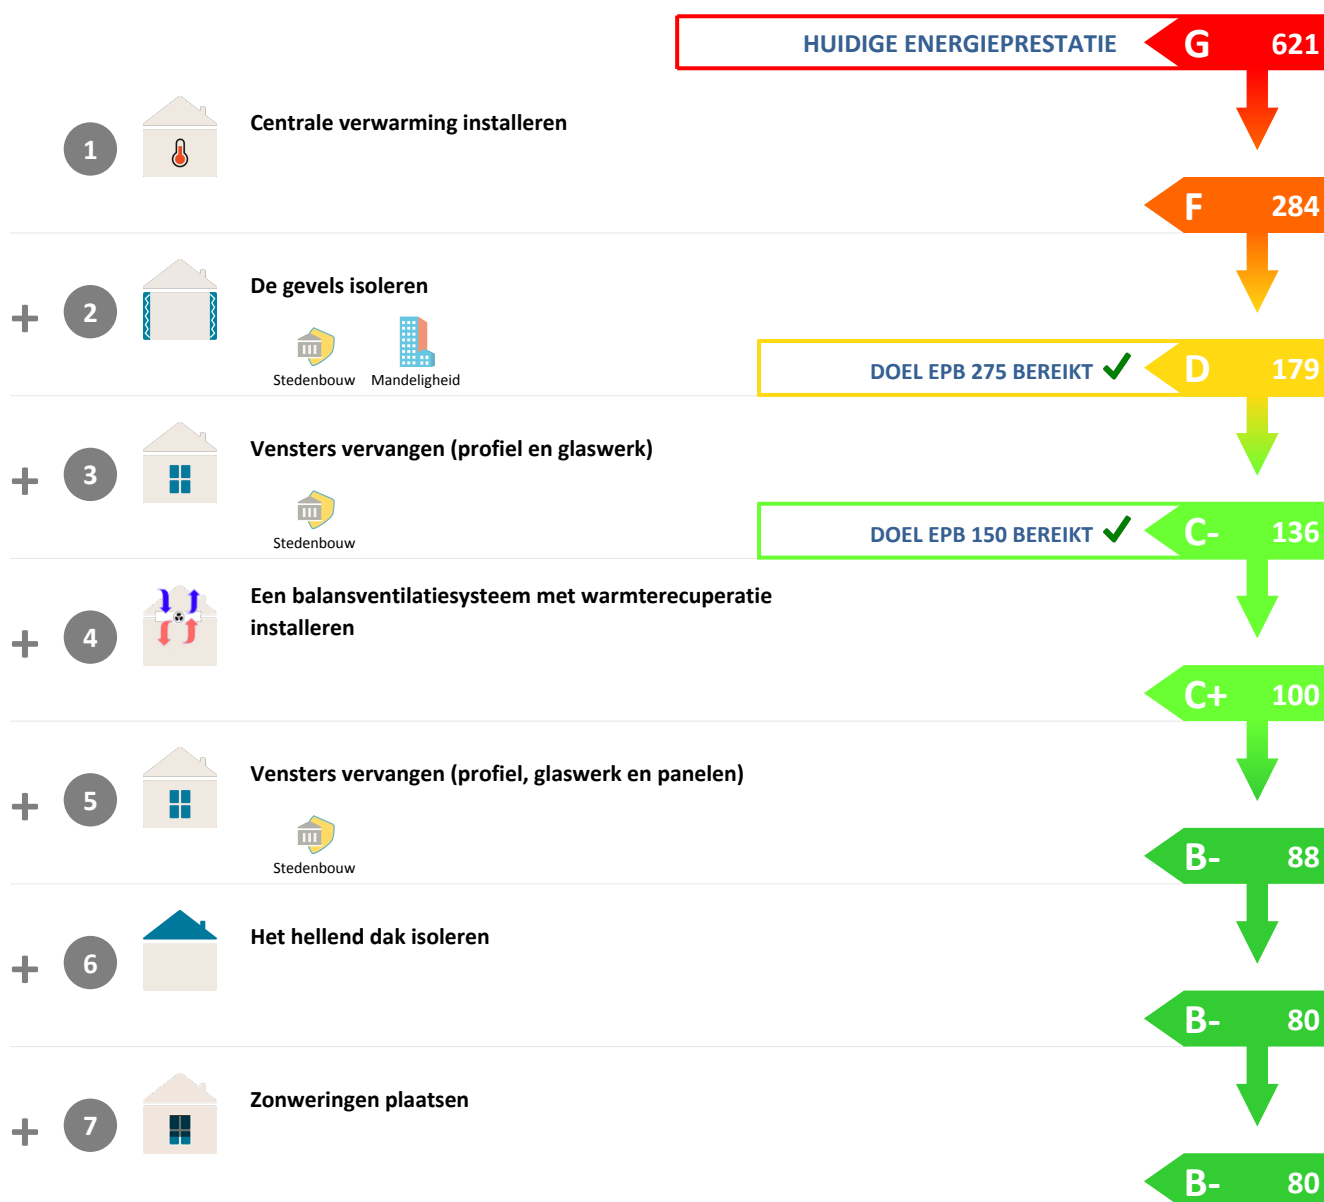 HUIDIGE ENERGIEPRESTATIE G 621
1 Centrale verwarming installeren
F 284
+ 2 De gevels isoleren
Stedenbouw Mandeligheid
DOEL EPB 275 BEREIKT D 179
+ 3 Vensters vervangen (profiel en glaswerk)
Stedenbouw
DOEL EPB 150 BEREIKT C- 136
+ 4 Een balansventilatiesysteem met warmterecuperatie
installeren
C+ 100
+ 5 Vensters vervangen (profiel, glaswerk en panelen)
Stedenbouw
B- 88
+ 6 Het hellend dak isoleren
B- 80
+ 7 Zonweringen plaatsen
B- 80